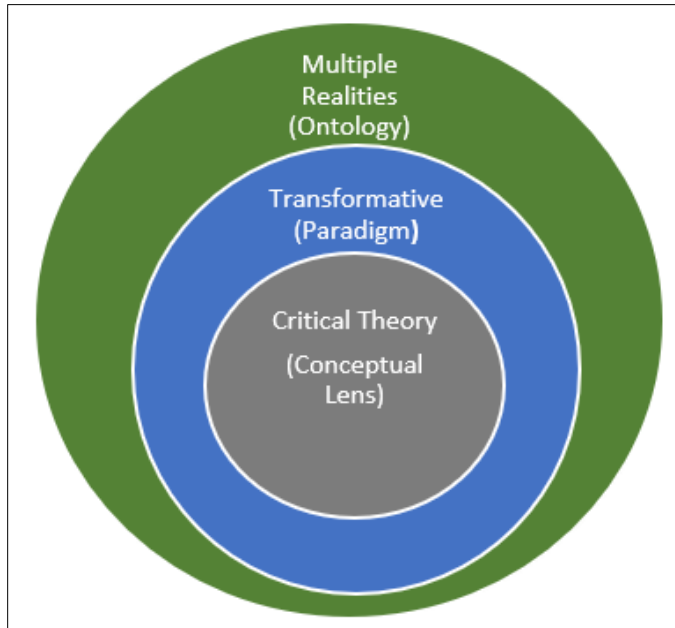 Multiple
Realities
(Ontology)
Transformative
(Paradigm)
Critical Theory
(Conceptual
Lens)